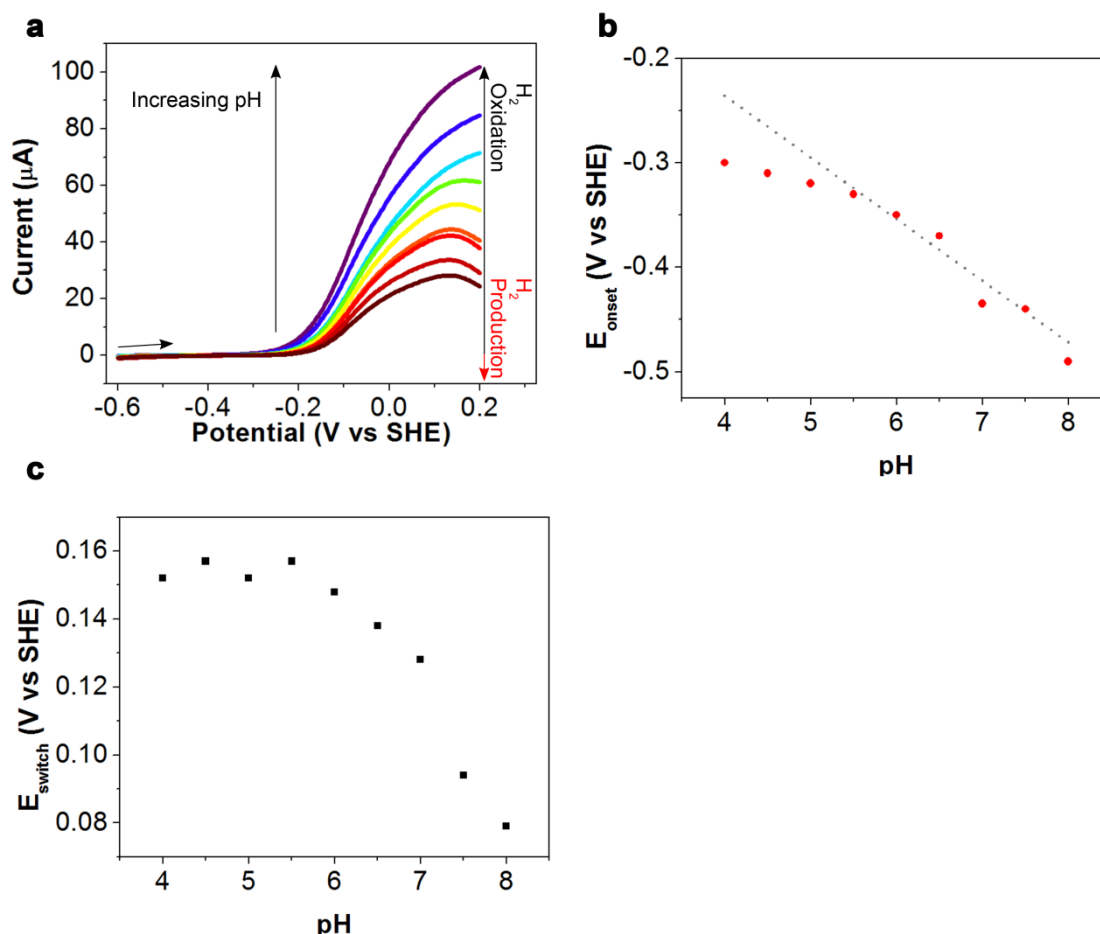 a
Increasing pH
H2
Oxidation
H2
Production
100
80
60
40
20
0
Current (µA)
-0.6
-0.4
-0.2
0.0
0.2
Potential (V vs SHE)
b
-0.2
-0.3
-0.4
-0.5
Eonset (V vs SHE)
4
5
6
7
8
pH
c
0.16
0.14
0.12
0.10
0.08
Eswitch (V vs SHE)
4
5
6
7
8
pH